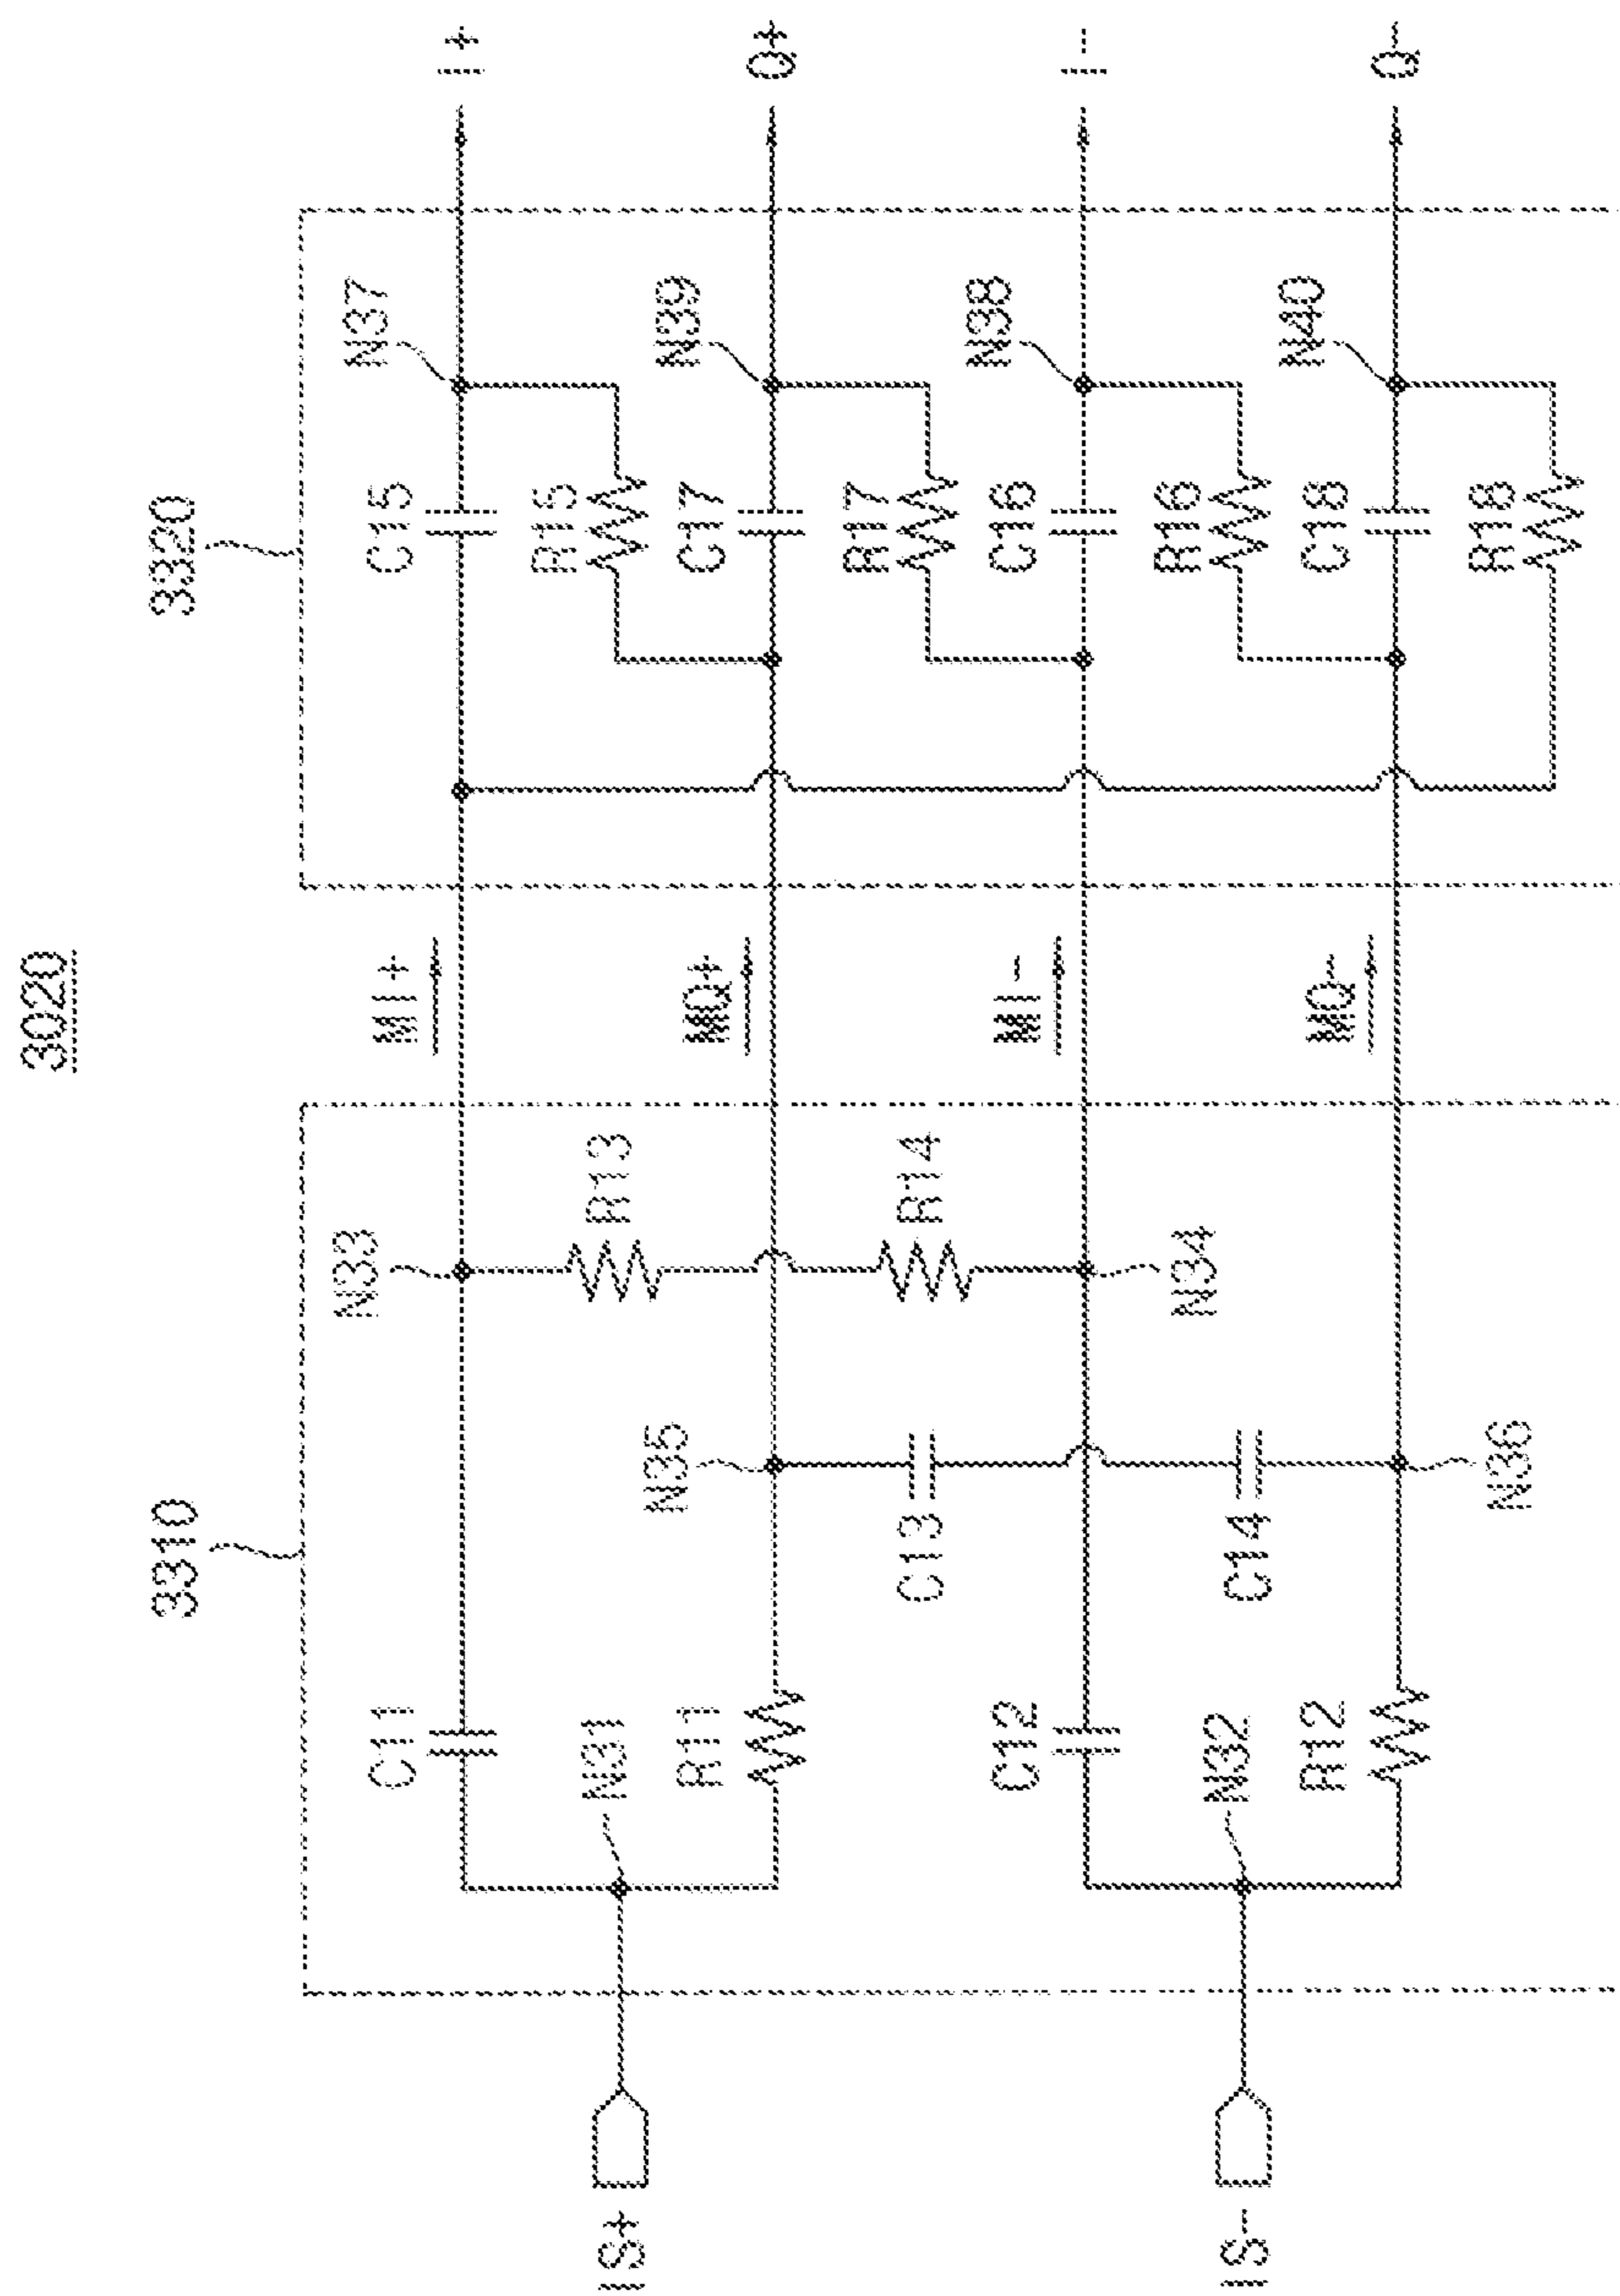 3020
3310
3320
IS+
IS-
C11
N31
R11
C12
N32
R12
N33
R13
N35
C13
R14
N34
C14
N36
MI+
MQ+
MI-
MQ-
C15
N37
R15
C17
N39
R17
C16
N38
R16
C18
N40
R18
I+
Q+
I-
Q-